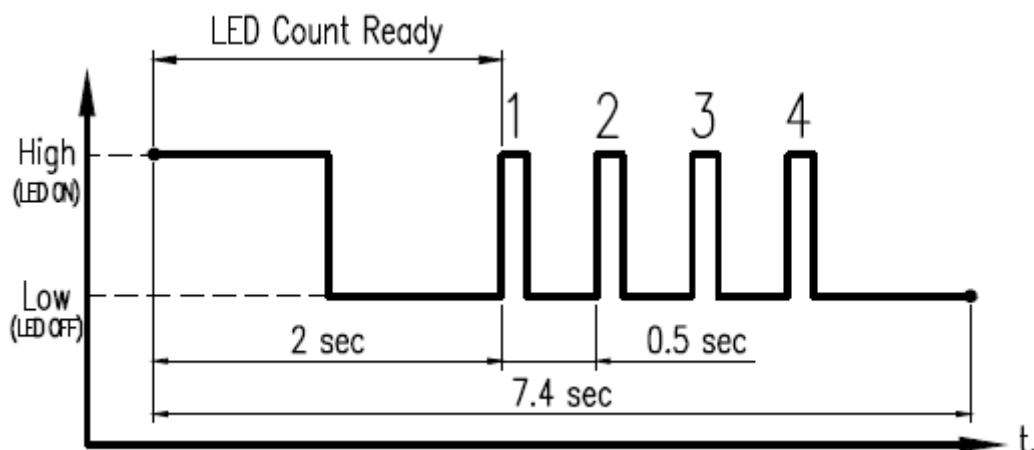 LED Count Ready
1 2 3 4
High
(LED ON)
Low
(LED OFF)
2 sec 0.5 sec
7.4 sec
t.